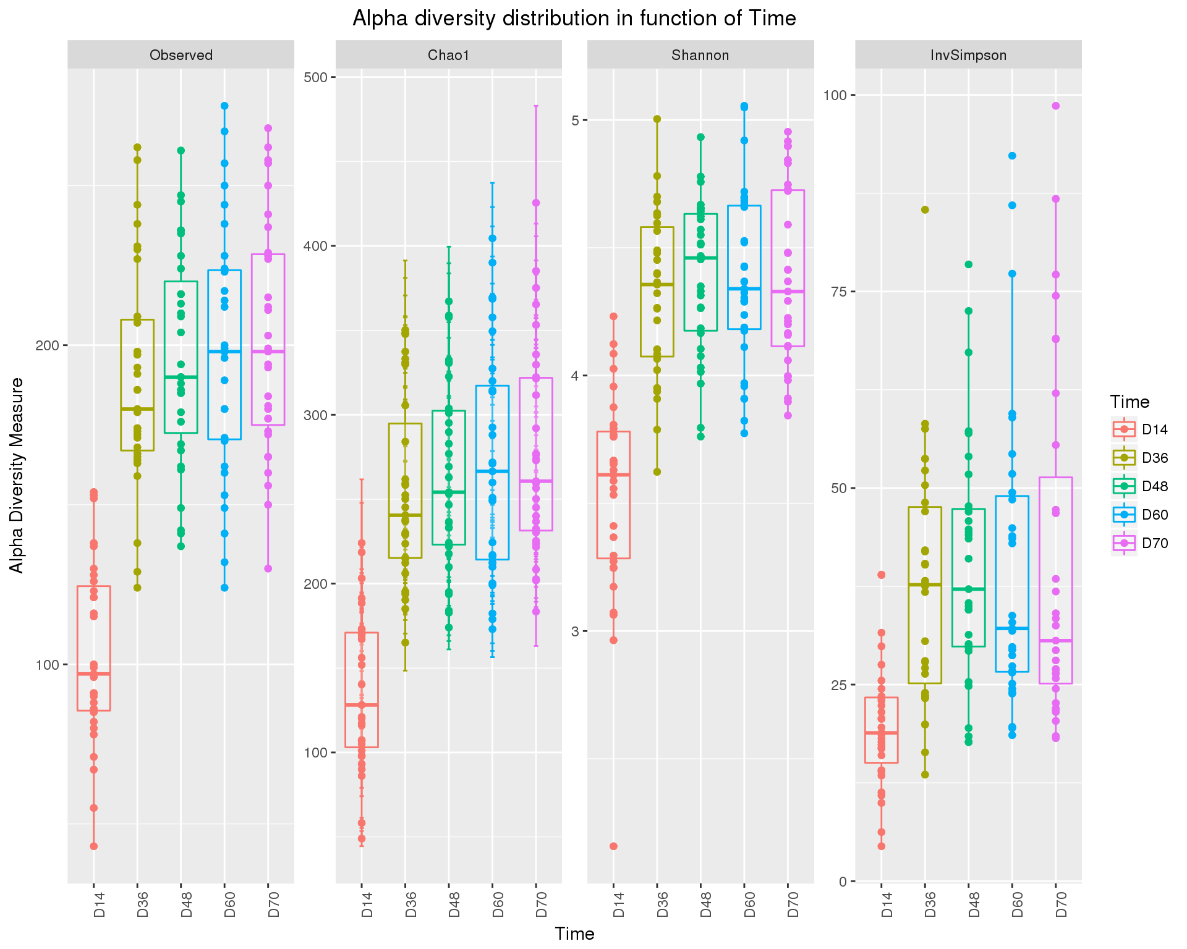 Alpha diversity distribution in function of Time
Observed
Chao1
Shannon
InvSimpson
Alpha Diversity Measure
200
100
500
400
300
200
100
5
4
3
100
75
50
25
0
D14 D36 D48 D60 D70
D14 D36 D48 D60 D70
D14 D36 D48 D60 D70
D14 D36 D48 D60 D70
Time
Time
D14
D36
D48
D60
D70